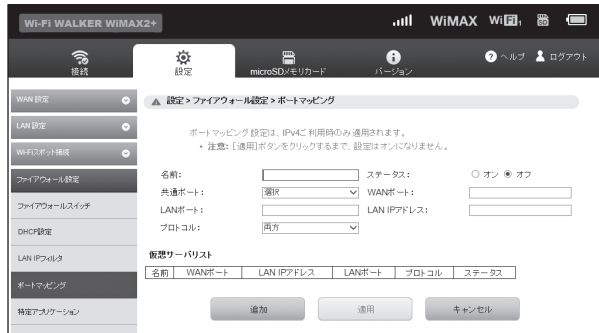 Wi-Fi WALKER WiMAX2+
WiMAX WiFi1 SD
接続 設定 microSDメモリカード バージョン ? ヘルプ ログアウト
WAN 設定
LAN 設定
Wi-Fiスポット接続
ファイアウォール設定
ファイアウォールスイッチ
DHCP設定
LAN IPフィルタ
ポートマッピング
特定アプリケーション
設定 > ファイアウォール設定 > ポートマッピング
ポートマッピング 設定は、IPv4ご利用時のみ適用されます。
• 注意: [適用]ボタンをクリックするまで、設定はオンになりません。
名前: ステータス: オン オフ
共通ポート: 選択 WANポート:
LANポート: LAN IPアドレス:
プロトコル: 両方
仮想サーバリスト
名前 WANポート LAN IPアドレス LANポート プロトコル ステータス
追加 適用 キャンセル